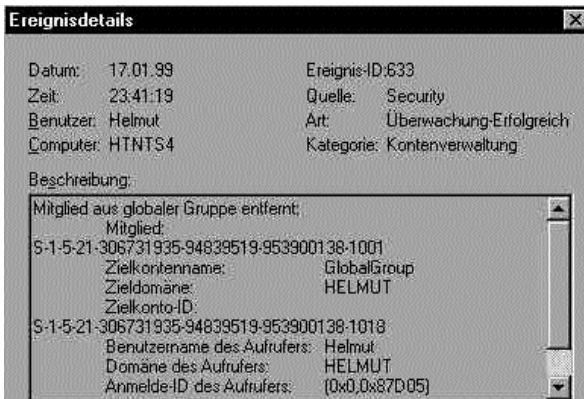 Ereignisdetails
Datum: 17.01.99 Ereignis-ID:633
Zeit: 23:41:19 Quelle: Security
Benutzer: Helmut Art: Überwachung-Erfolgreich
Computer: HTNTS4 Kategorie: Kontenverwaltung
Beschreibung:
Mitglied aus globaler Gruppe entfernt:
Mitglied:
S-1-5-21-306731935-94839519-953900138-1001
Zielkontenname: GlobalGroup
Zieldomäne: HELMUT
Zielkonto-ID:
S-1-5-21-306731935-94839519-953900138-1018
Benutzername des Aufrufers: Helmut
Domäne des Aufrufers: HELMUT
Anmelde-ID des Aufrufers: (0x0,0x87D05)